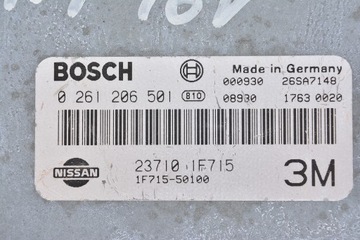 BOSCH
Made in Germany
000930 26SA7148
0 261 206 501 810
08930 1763 0020
NISSAN
23710 1F715
1F715-50100
3M